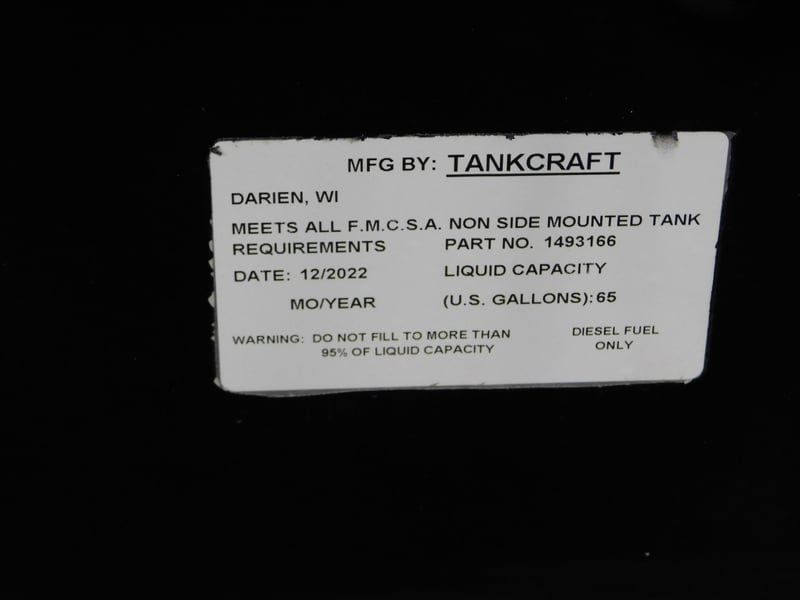 MFG BY: TANKCRAFT
DARIEN, WI
MEETS ALL F.M.C.S.A. NON SIDE MOUNTED TANK
REQUIREMENTS PART NO. 1493166
DATE: 12/2022 LIQUID CAPACITY
MO/YEAR (U.S. GALLONS): 65
WARNING: DO NOT FILL TO MORE THAN
95% OF LIQUID CAPACITY
DIESEL FUEL
ONLY